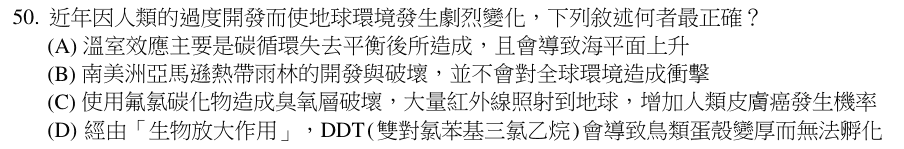 50. 近年因人類的過度開發而使地球環境發生劇烈變化，下列敘述何者最正確？
(A) 溫室效應主要是碳循環失去平衡後所造成，且會導致海平面上升
(B) 南美洲亞馬遜熱帶雨林的開發與破壞，並不會對全球環境造成衝擊
(C) 使用氟氯碳化物造成臭氧層破壞，大量紅外線照射到地球，增加人類皮膚癌發生機率
(D) 經由「生物放大作用」，DDT(雙對氯苯基三氯乙烷)會導致鳥類蛋殼變厚而無法孵化